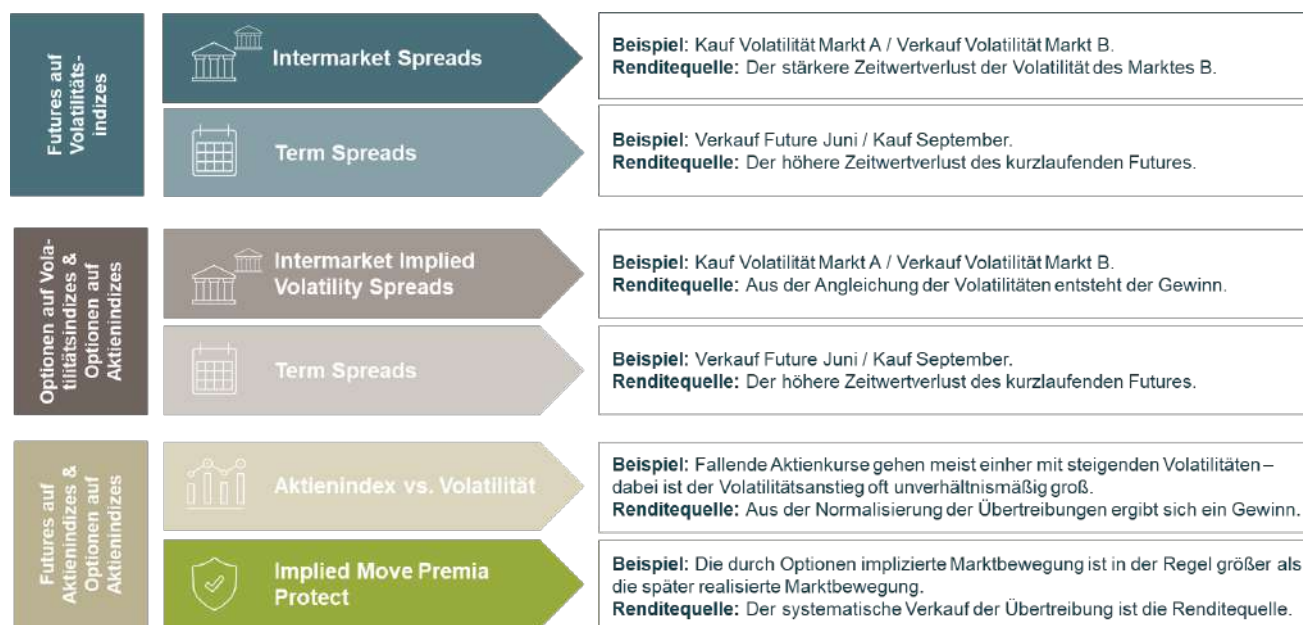 Futures auf
Volatilitäts-
indizes
Intermarket Spreads
Beispiel: Kauf Volatilität Markt A / Verkauf Volatilität Markt B.
Renditequelle: Der stärkere Zeitwertverlust der Volatilität des Marktes B.
Term Spreads
Beispiel: Verkauf Future Juni / Kauf September.
Renditequelle: Der höhere Zeitwertverlust des kurzlaufenden Futures.
Optionen auf Vola-
tilitätsindizes &
Optionen auf
Aktienindizes
Intermarket Implied
Volatility Spreads
Beispiel: Kauf Volatilität Markt A / Verkauf Volatilität Markt B.
Renditequelle: Aus der Angleichung der Volatilitäten entsteht der Gewinn.
Term Spreads
Beispiel: Verkauf Future Juni / Kauf September.
Renditequelle: Der höhere Zeitwertverlust des kurzlaufenden Futures.
Futures auf
Aktienindizes &
Optionen auf
Aktienindizes
Aktienindex vs. Volatilität
Beispiel: Fallende Aktienkurse gehen meist einher mit steigenden Volatilitäten –
dabei ist der Volatilitätsanstieg oft unverhältnismäßig groß.
Renditequelle: Aus der Normalisierung der Übertreibungen ergibt sich ein Gewinn.
Implied Move Premia
Protect
Beispiel: Die durch Optionen implizierte Marktbewegung ist in der Regel größer als
die später realisierte Marktbewegung.
Renditequelle: Der systematische Verkauf der Übertreibung ist die Renditequelle.